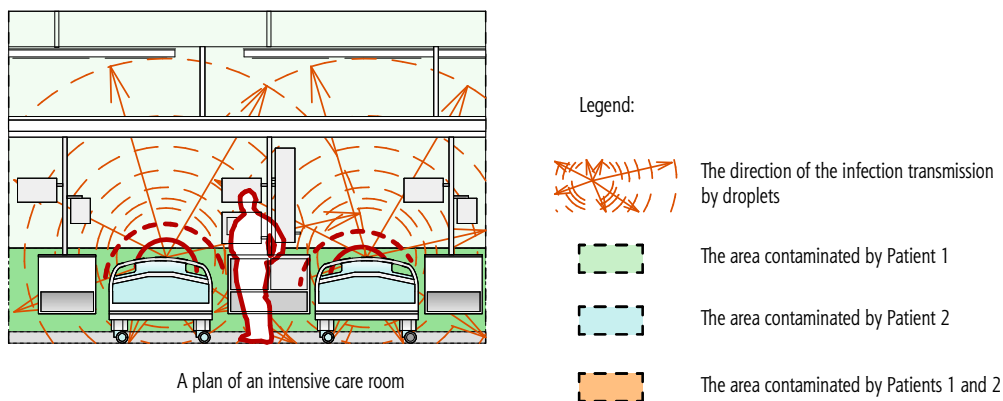 Legend:
The direction of the infection transmission
by droplets
The area contaminated by Patient 1
The area contaminated by Patient 2
The area contaminated by Patients 1 and 2
A plan of an intensive care room